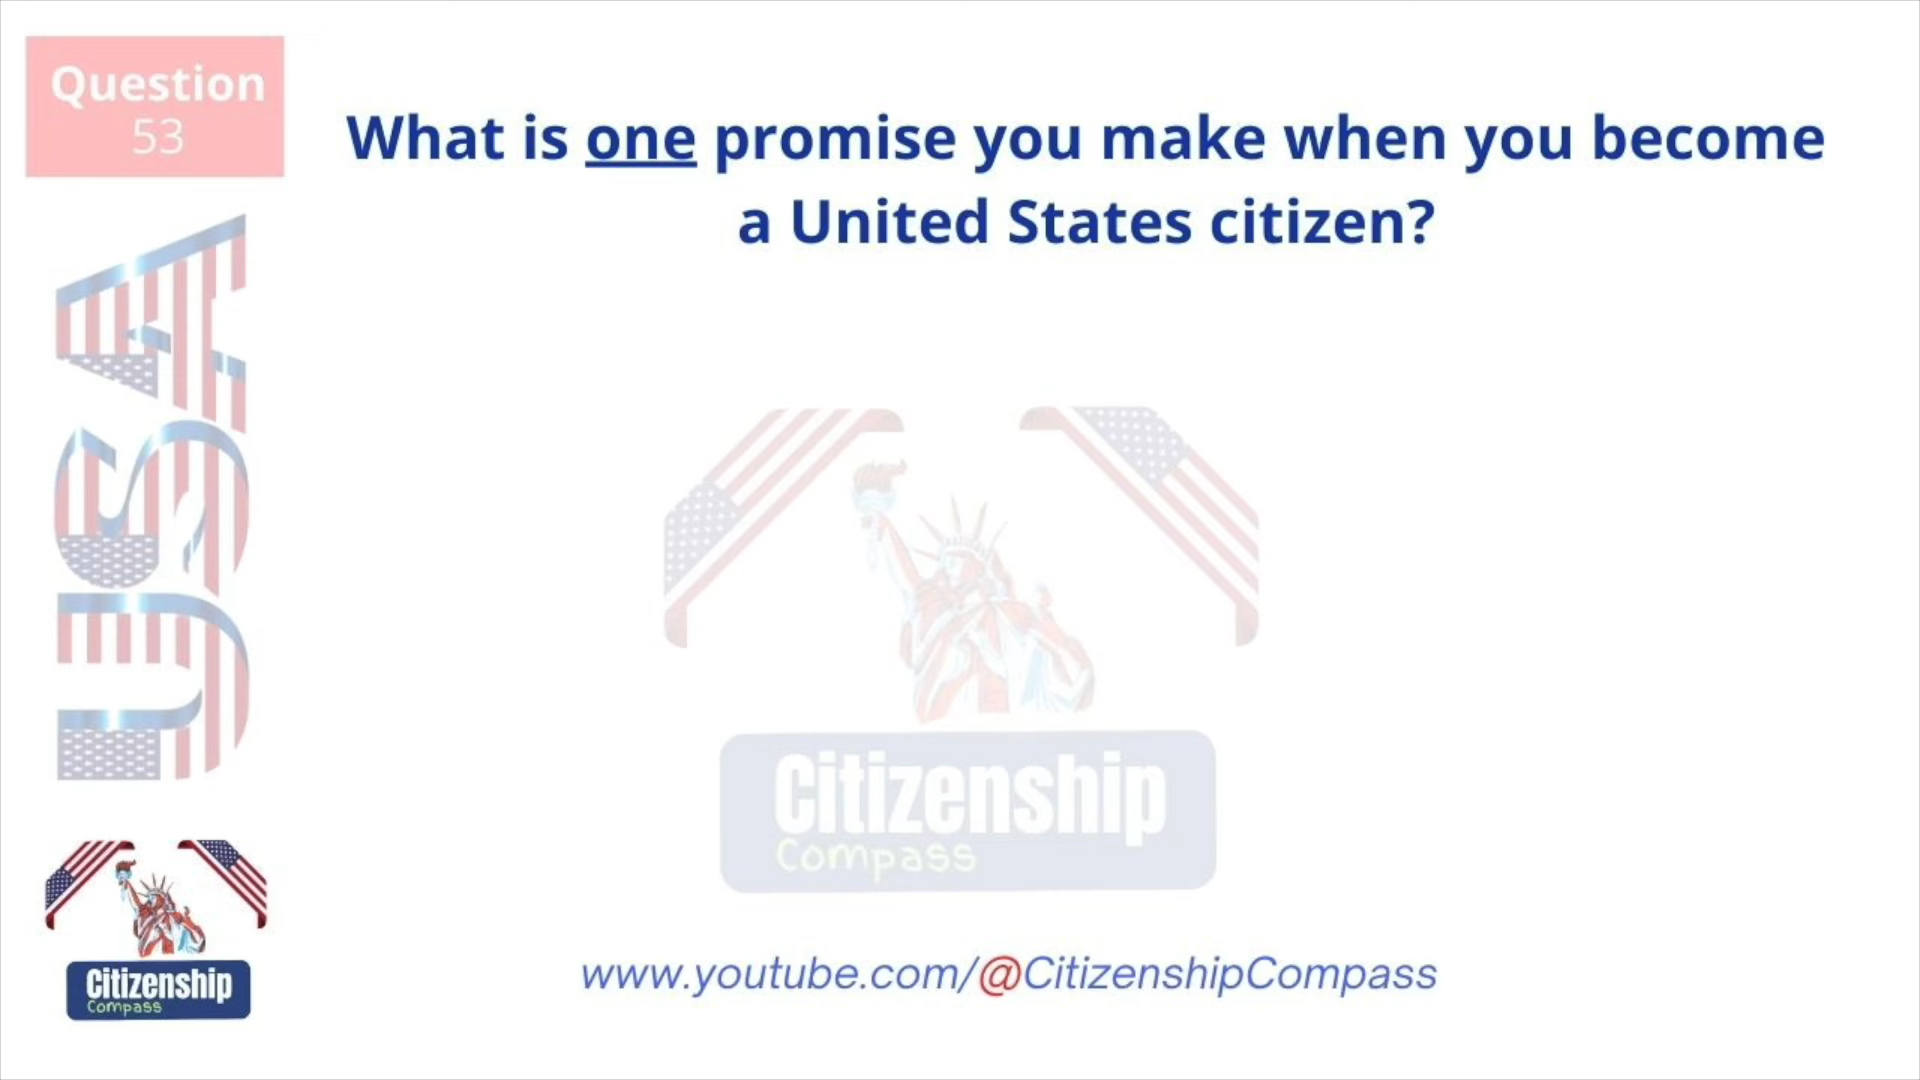 Question
53
What is one promise you make when you become
a United States citizen?
USA
Citizenship
Compass
Citizenship
Compass
www.youtube.com/@CitizenshipCompass